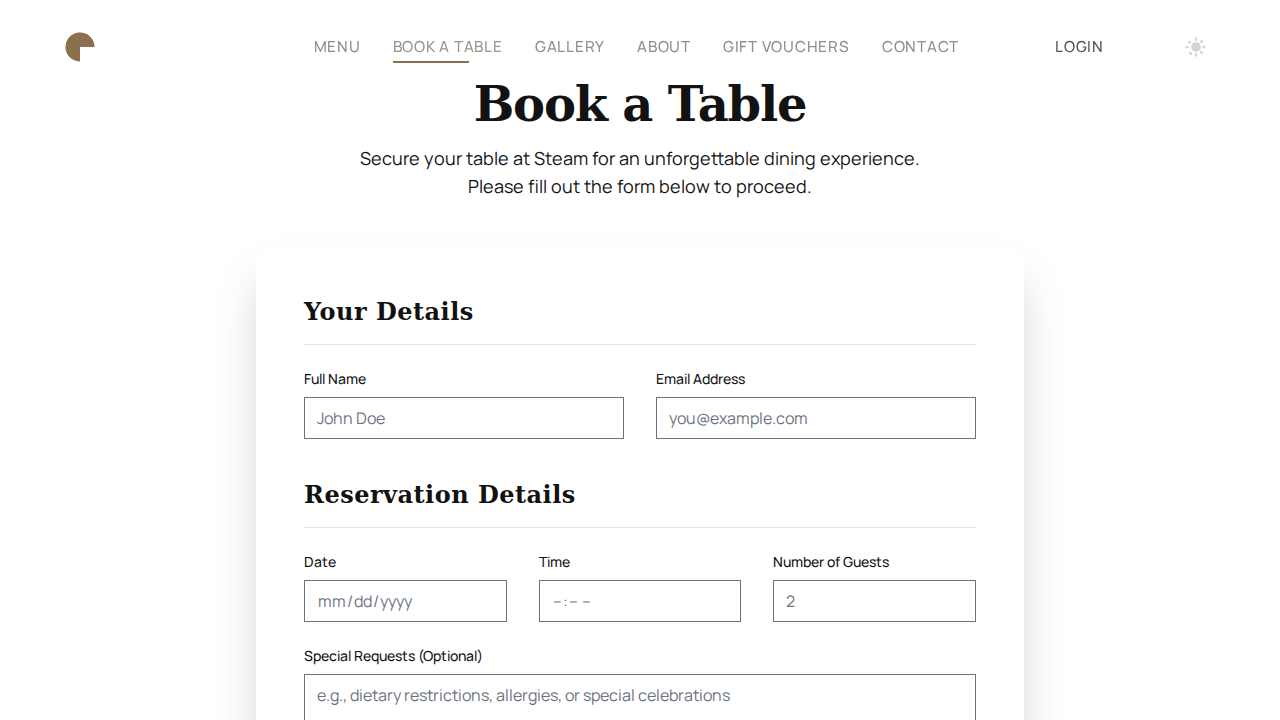 MENU BOOK A TABLE GALLERY ABOUT GIFT VOUCHERS CONTACT LOGIN
Book a Table
Secure your table at Steam for an unforgettable dining experience.
Please fill out the form below to proceed.
Your Details
Full Name Email Address
John Doe you@example.com
Reservation Details
Date Time Number of Guests
mm/dd/yyyy --:-- -- 2
Special Requests (Optional)
e.g., dietary restrictions, allergies, or special celebrations